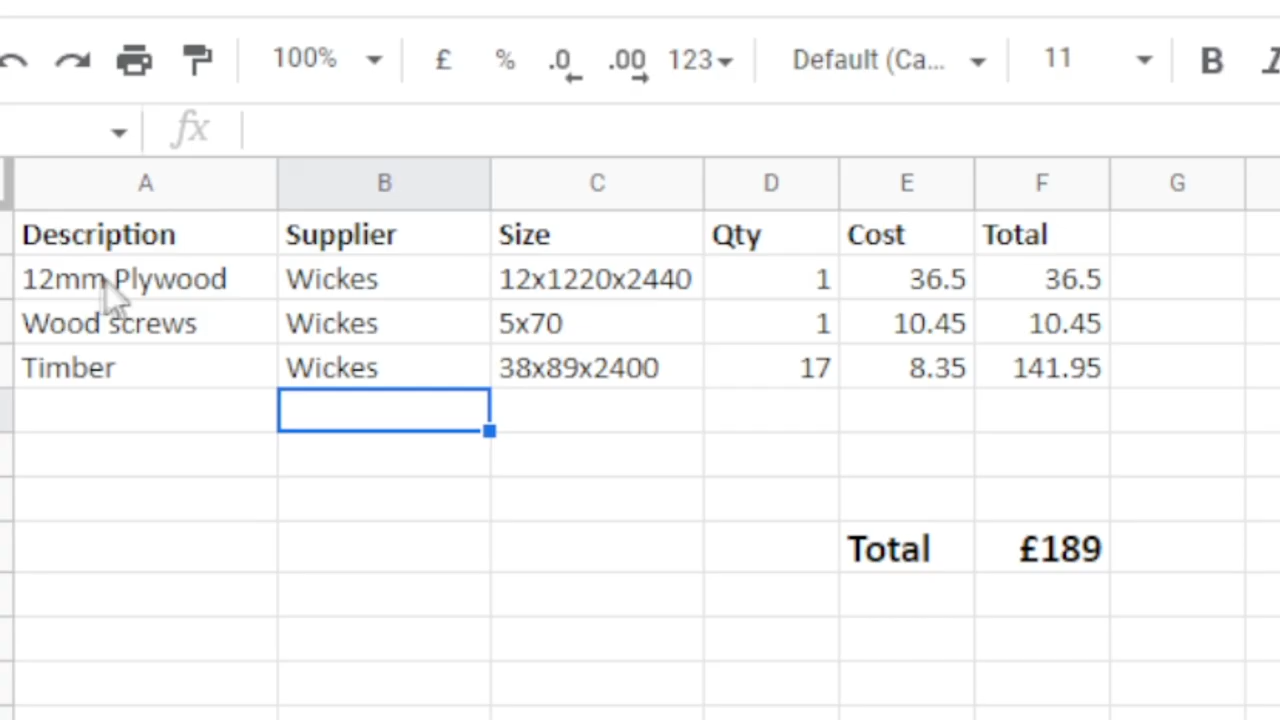 100% £ % .0 .00 123 Default (Ca... 11 B I
fx
A B C D E F G
Description Supplier Size Qty Cost Total
12mm Plywood Wickes 12x1220x2440 1 36.5 36.5
Wood screws Wickes 5x70 1 10.45 10.45
Timber Wickes 38x89x2400 17 8.35 141.95
Total £189